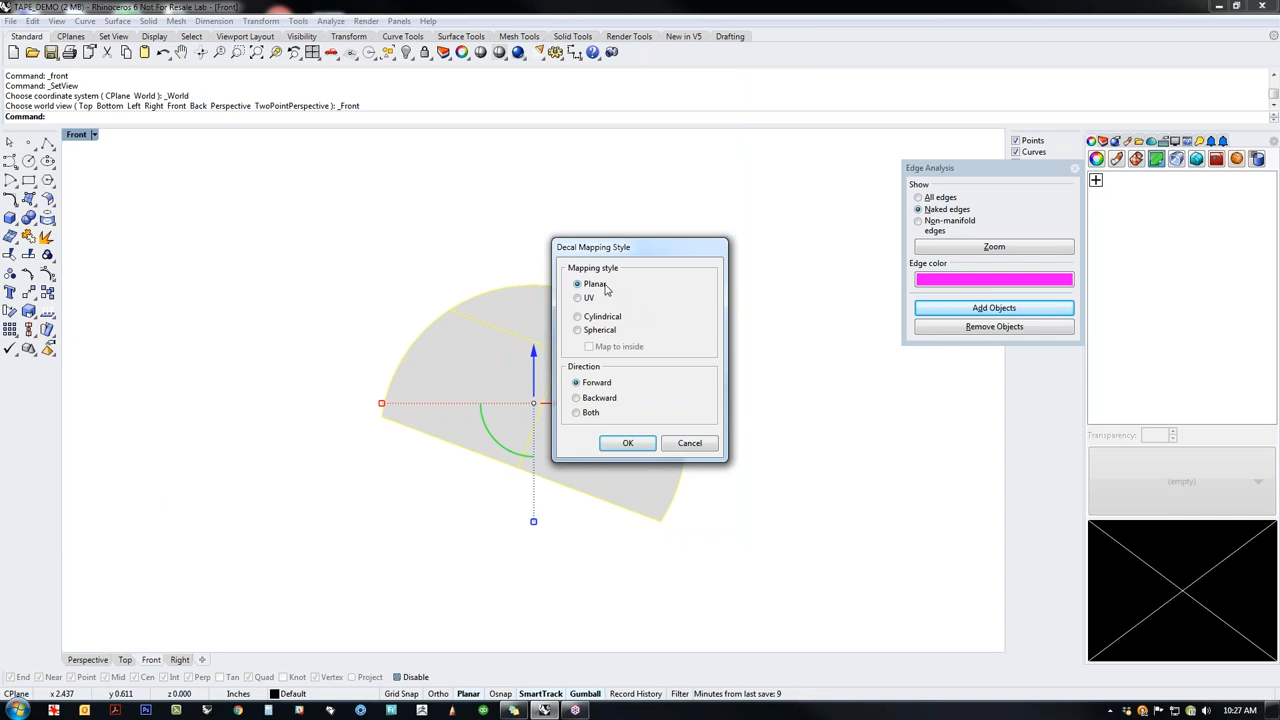 TAPE_DEMO (2 MB) - Rhinoceros 6 Not For Resale Lab - [Front]
File Edit View Curve Surface Solid Mesh Dimension Transform Tools Analyze Render Panels Help
Standard CPlanes Set View Display Select Viewport Layout Visibility Transform Curve Tools Surface Tools Mesh Tools Solid Tools Render Tools New in V5 Drafting
Command: _front
Command: _SetView
Choose coordinate system ( CPlane World ): _World
Choose world view ( Top Bottom Left Right Front Back Perspective TwoPointPerspective ): _Front
Command:
Front
Points
Curves
Edge Analysis
Show
All edges
Naked edges
Non-manifold
edges
Zoom
Edge color
Add Objects
Remove Objects
Decal Mapping Style
Mapping style
Planar
UV
Cylindrical
Spherical
Map to inside
Direction
Forward
Backward
Both
OK Cancel
Transparency:
(empty)
Perspective Top Front Right
End Near Point Mid Cen Int Perp Tan Quad Knot Vertex Project Disable
CPlane x 2.437 y 0.611 z 0.000 Inches Default Grid Snap Ortho Planar Osnap SmartTrack Gumball Record History Filter Minutes from last save: 9
10:27 AM